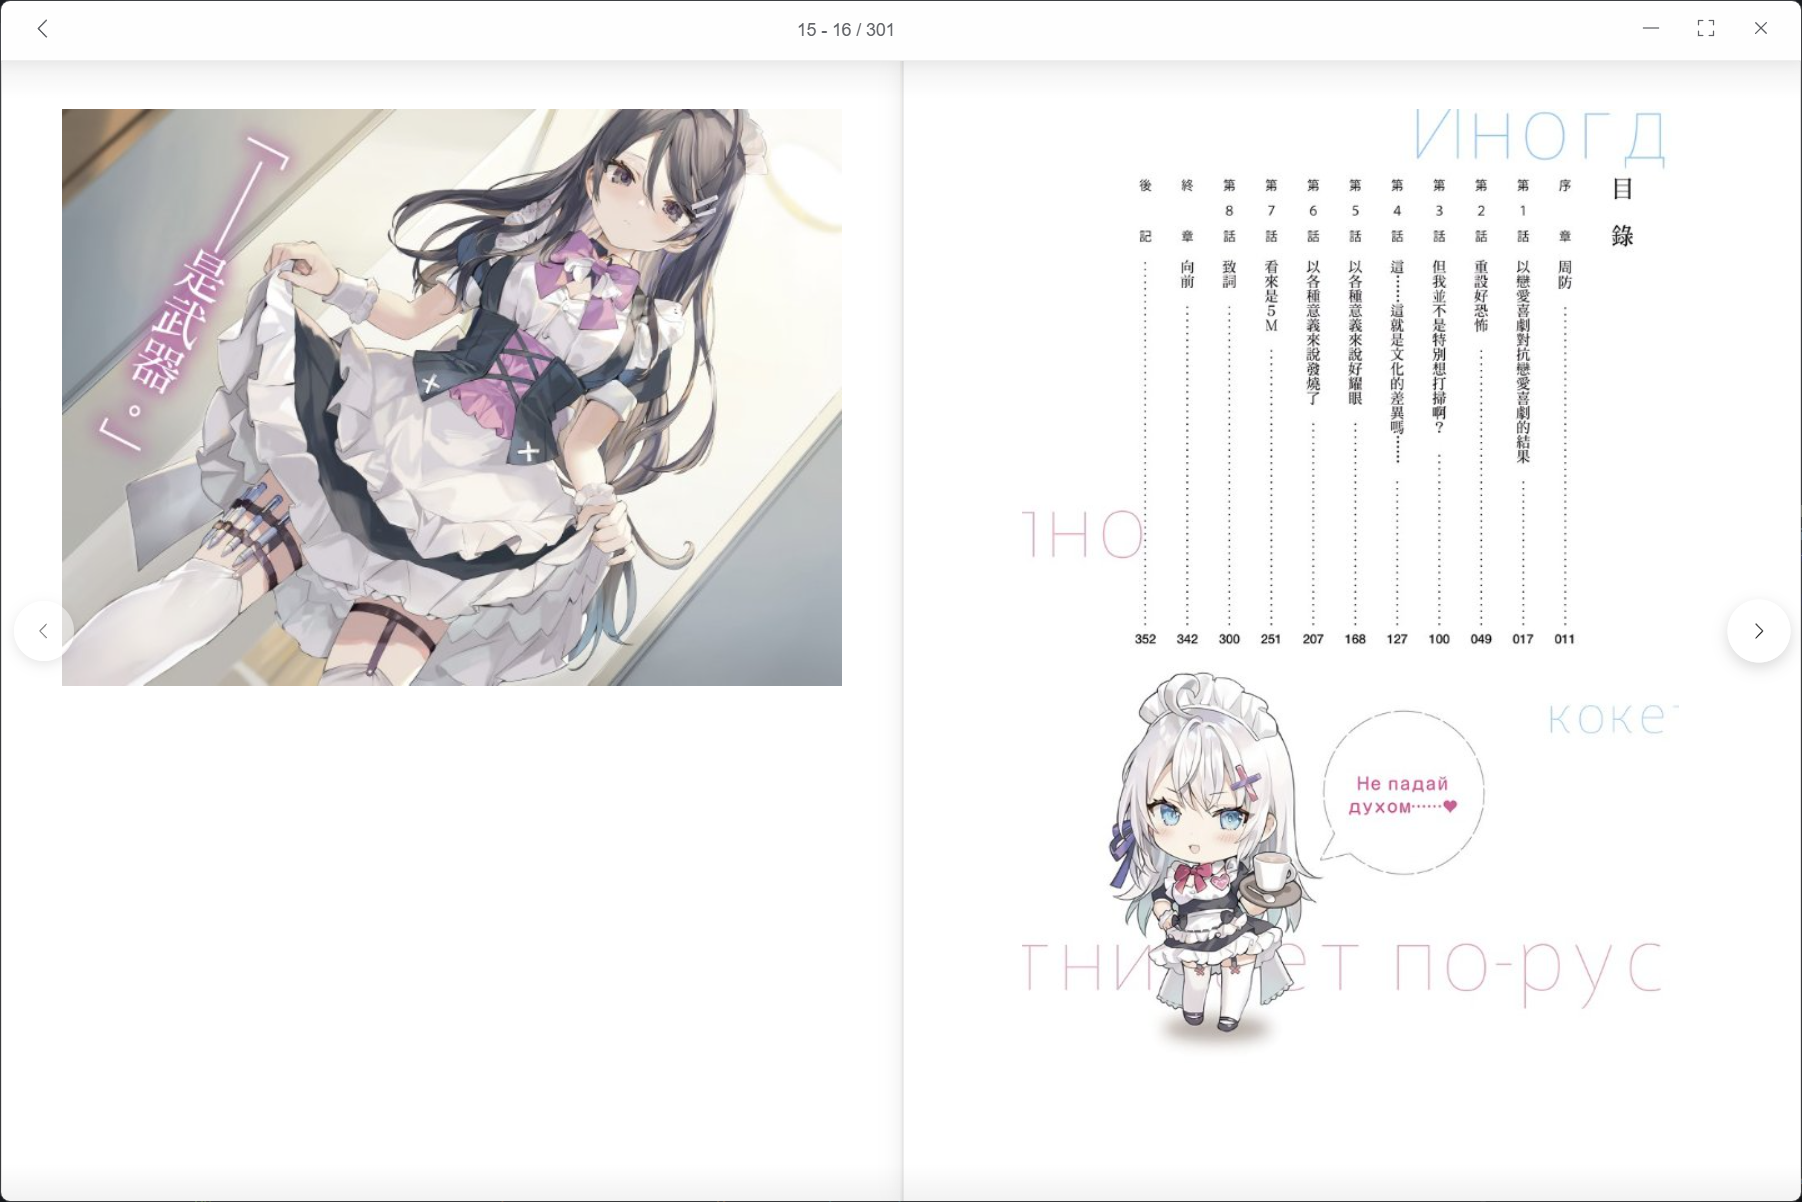 15 - 16 / 301
「——是武器。」
Иногд
目錄
序章 周防 011
第1話 以戀愛喜劇對抗戀愛喜劇的結果 017
第2話 重設好恐怖 049
第3話 但我並不是特別想打掃啊？ 100
第4話 這……這就是文化的差異嗎…… 127
第5話 以各種意義來說好耀眼 168
第6話 以各種意義來說發燒了 207
第7話 看來是5M 251
第8話 致詞 300
終章 向前 342
後記 352
но
коке
Не падай
духом……♥
тни ет по-рус